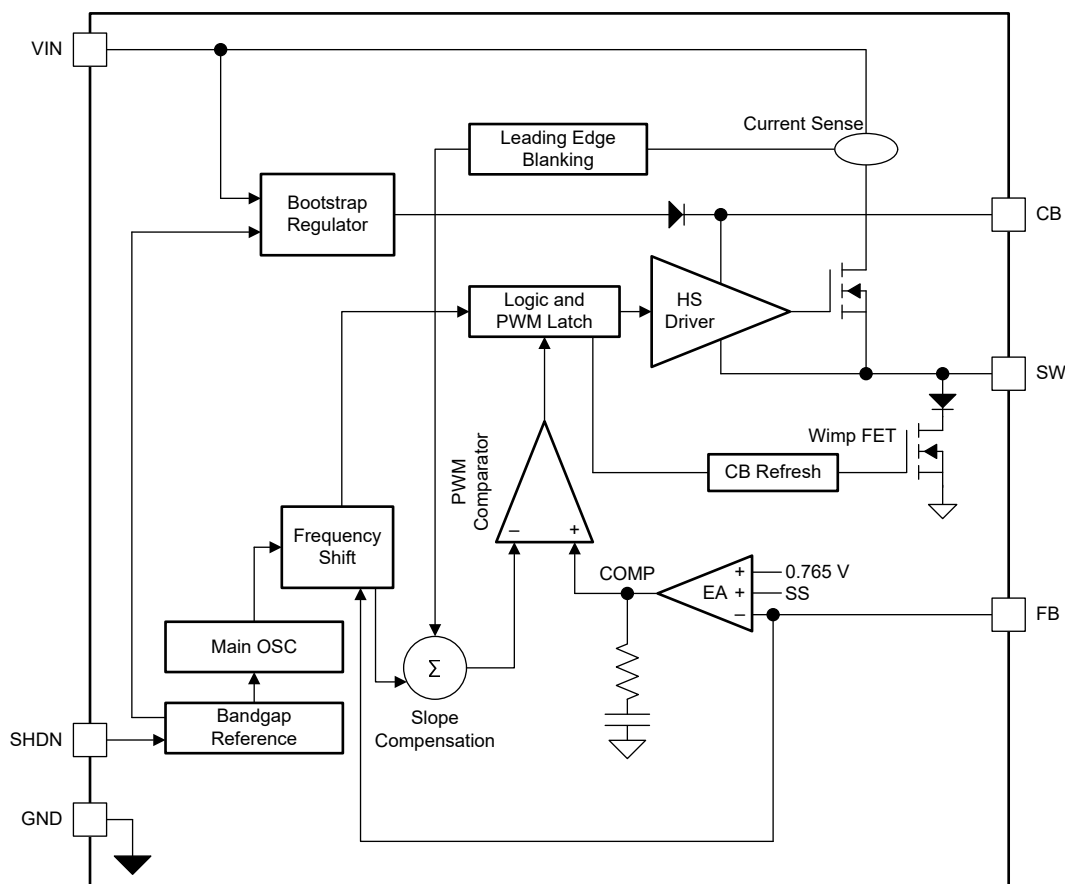 VIN
Current Sense
Leading Edge
Blanking
Bootstrap
Regulator
CB
Logic and
PWM Latch
HS
Driver
SW
Wimp FET
CB Refresh
PWM
Comparator
–
+
Frequency
Shift
COMP
EA
+
0.765 V
+
SS
–
FB
Main OSC
Σ
Slope
Compensation
Bandgap
Reference
SHDN
GND